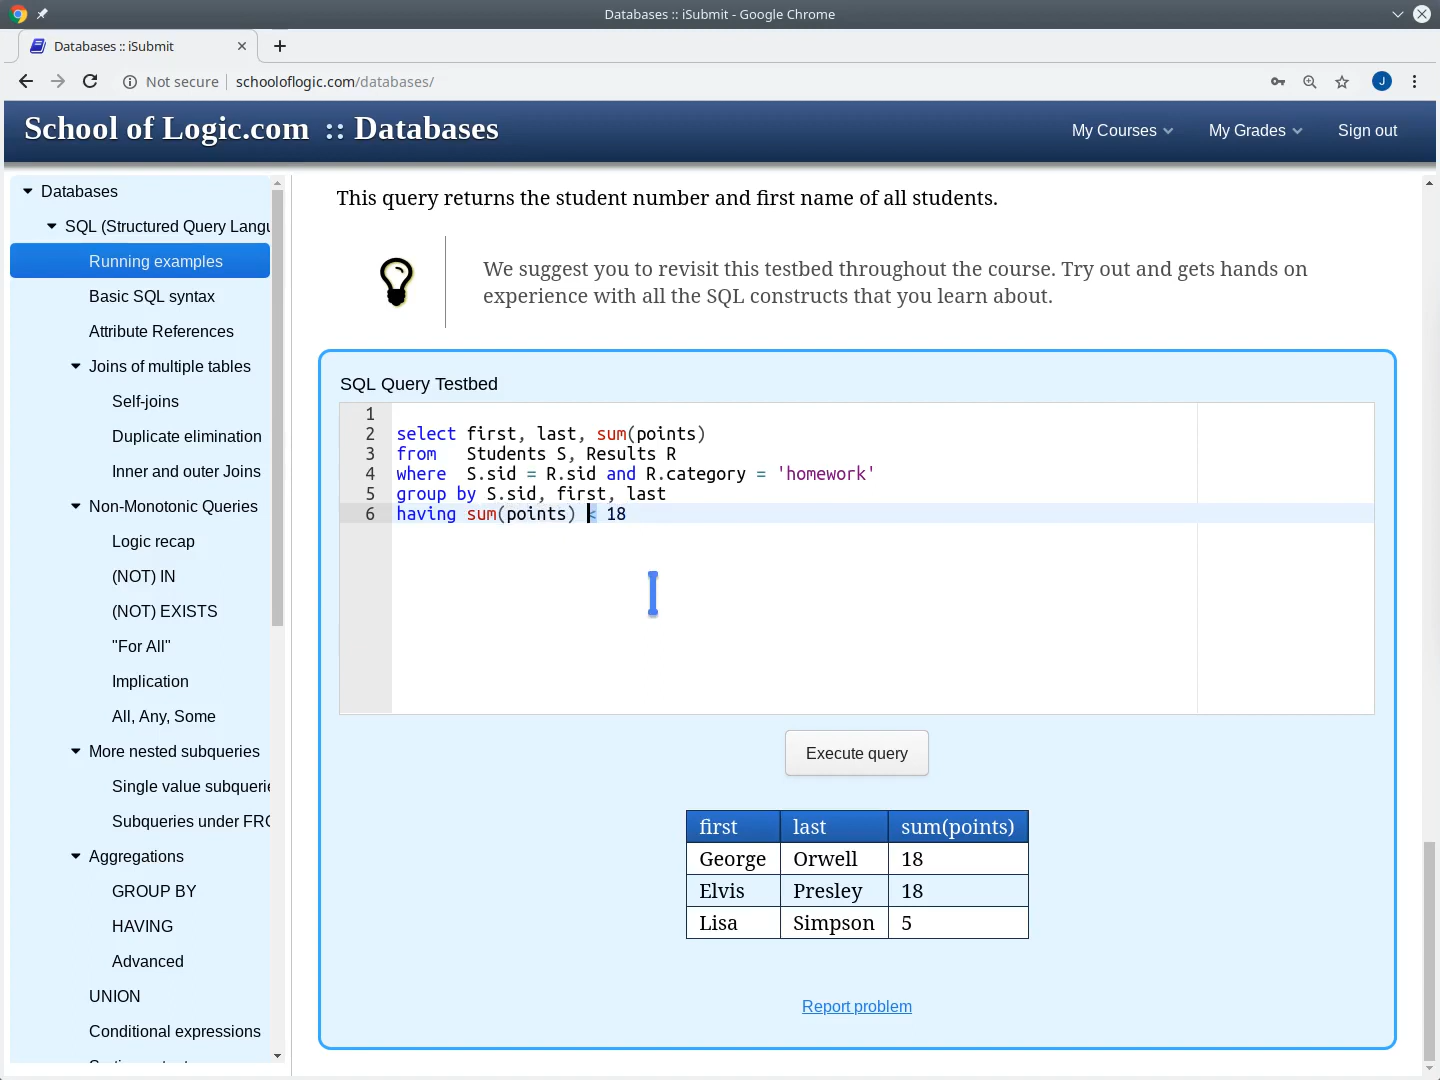 Databases :: iSubmit - Google Chrome
Databases :: iSubmit
Not secure
schooloflogic.com/databases/
J
School of Logic.com :: Databases
My Courses
My Grades
Sign out
Databases
SQL (Structured Query Langu
Running examples
Basic SQL syntax
Attribute References
Joins of multiple tables
Self-joins
Duplicate elimination
Inner and outer Joins
Non-Monotonic Queries
Logic recap
(NOT) IN
(NOT) EXISTS
"For All"
Implication
All, Any, Some
More nested subqueries
Single value subquerie
Subqueries under FRO
Aggregations
GROUP BY
HAVING
Advanced
UNION
Conditional expressions
This query returns the student number and first name of all students.
We suggest you to revisit this testbed throughout the course. Try out and gets hands on
experience with all the SQL constructs that you learn about.
SQL Query Testbed
1
2 select first, last, sum(points)
3 from   Students S, Results R
4 where  S.sid = R.sid and R.category = 'homework'
5 group by S.sid, first, last
6 having sum(points) < 18
Execute query
first last sum(points)
George Orwell 18
Elvis Presley 18
Lisa Simpson 5
Report problem